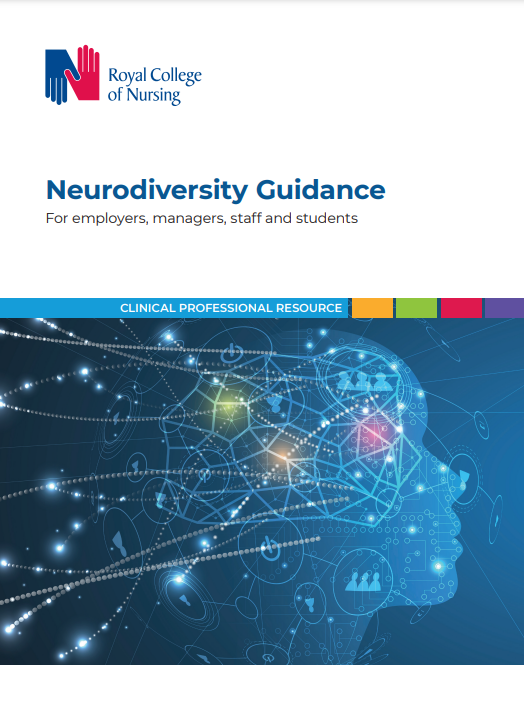 Royal College
of Nursing
Neurodiversity Guidance
For employers, managers, staff and students
CLINICAL PROFESSIONAL RESOURCE